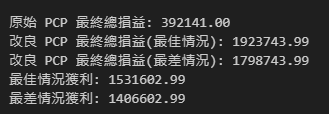 原始 PCP 最終總損益: 392141.00
改良 PCP 最終總損益(最佳情況): 1923743.99
改良 PCP 最終總損益(最差情況): 1798743.99
最佳情況獲利: 1531602.99
最差情況獲利: 1406602.99